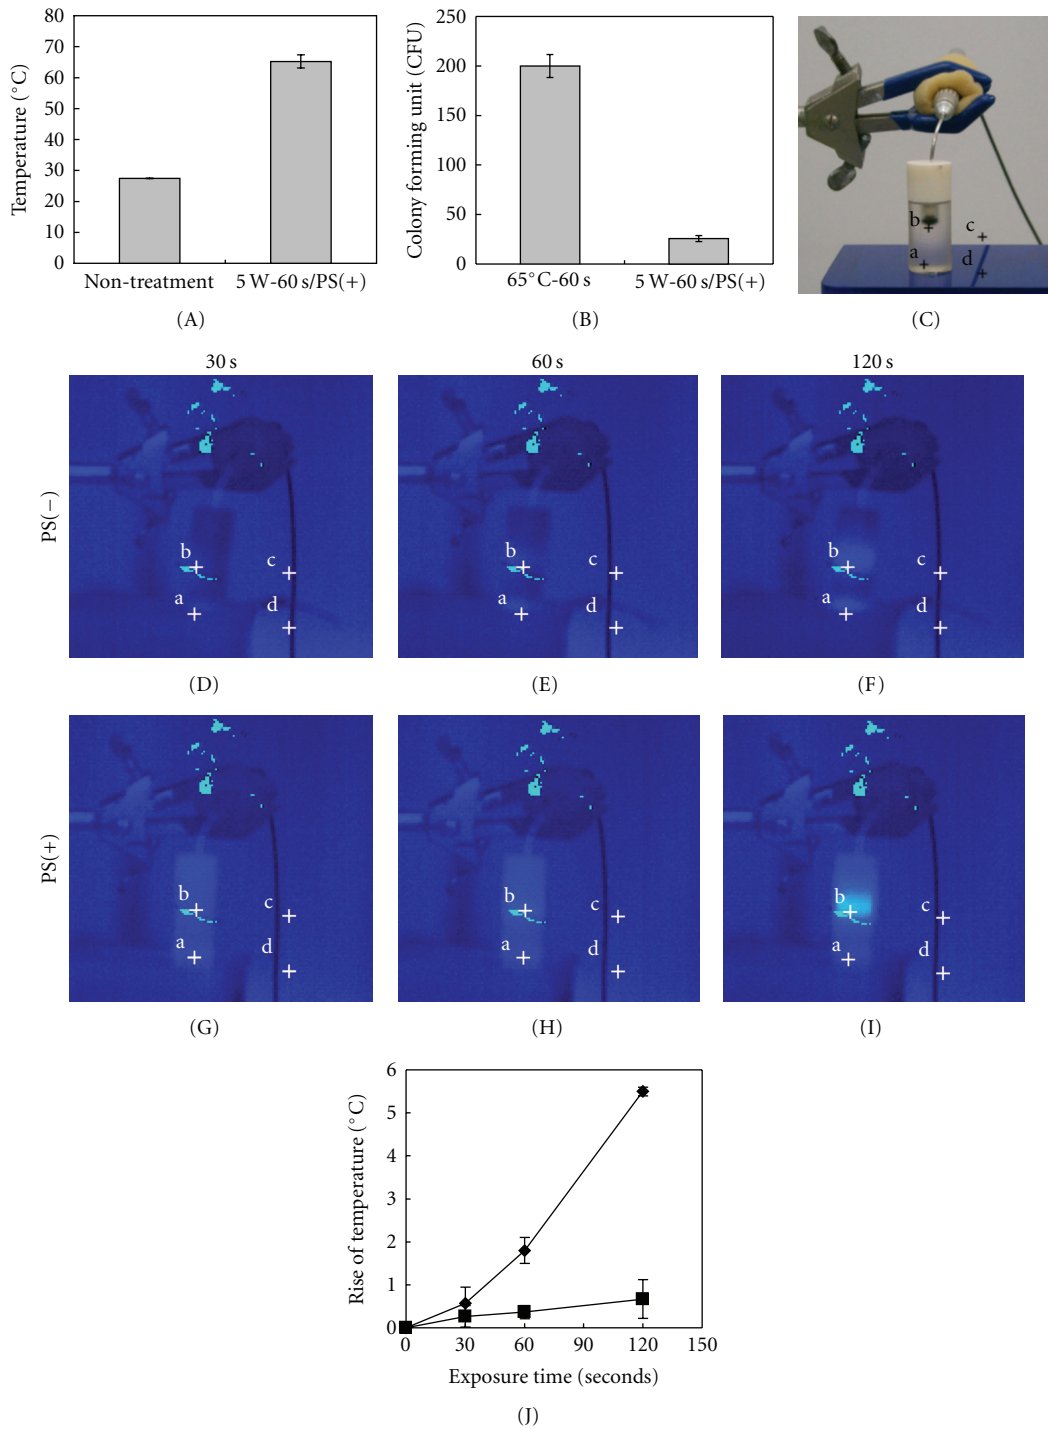 Temperature (°C)
80
70
60
50
40
30
20
10
0
Non-treatment
5 W-60 s/PS(+)
(A)
Colony forming unit (CFU)
250
200
150
100
50
0
65°C-60 s
5 W-60 s/PS(+)
(B)
b
c
a
d
(C)
30 s
60 s
120 s
PS(−)
b
c
a
d
b
c
a
d
b
c
a
d
(D)
(E)
(F)
PS(+)
b
c
a
d
b
c
a
d
b
c
a
d
(G)
(H)
(I)
Rise of temperature (°C)
6
5
4
3
2
1
0
0
30
60
90
120
150
Exposure time (seconds)
(J)